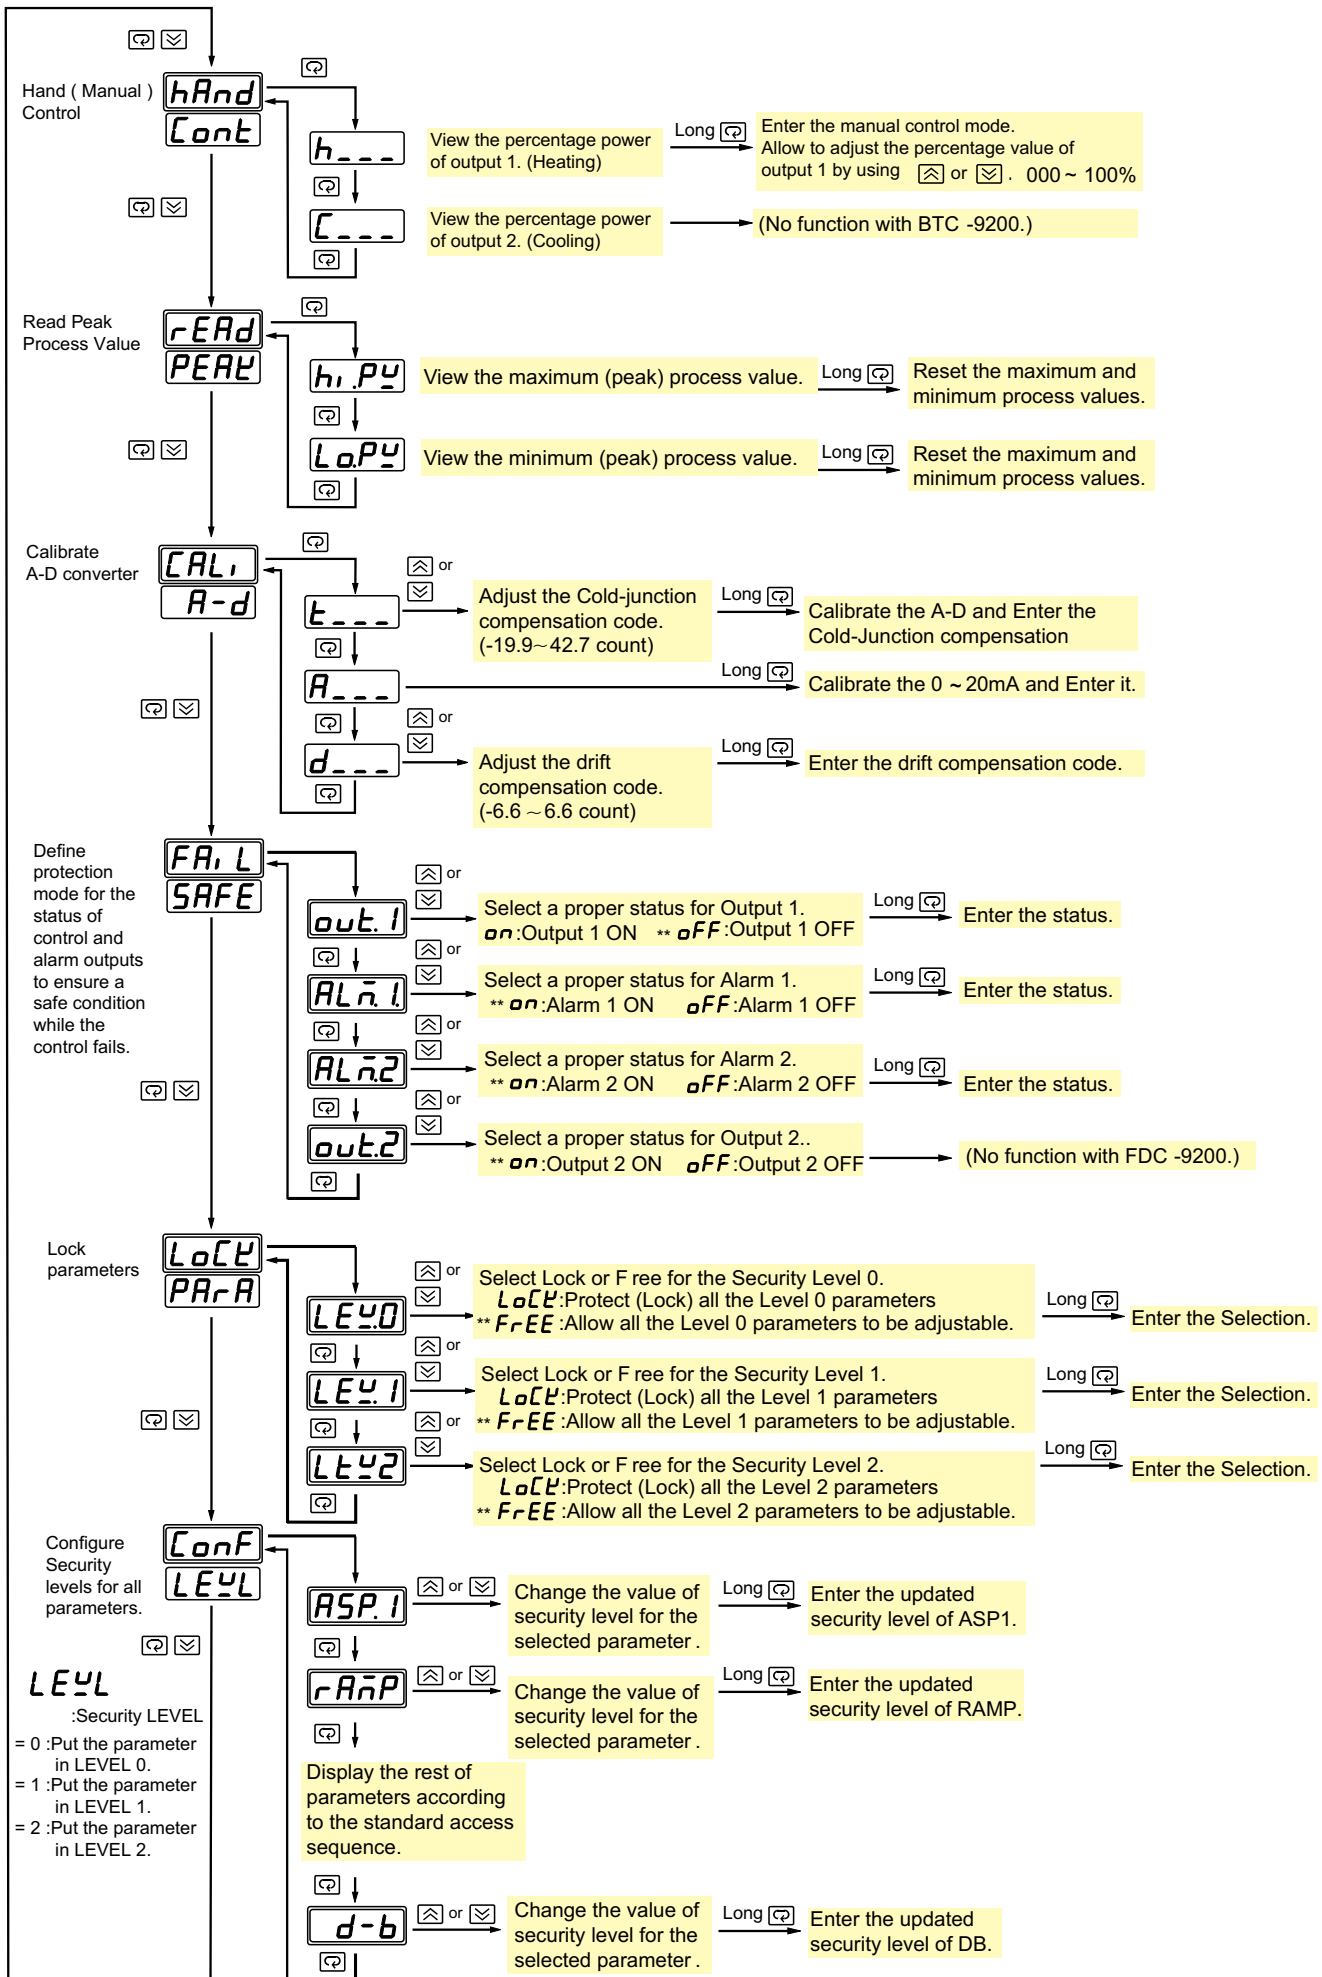 Hand ( Manual )
Control
hAnd
Cont
h _ _ _
View the percentage power
of output 1. (Heating)
Long
Enter the manual control mode.
Allow to adjust the percentage value of
output 1 by using or . 000 ~ 100%
C _ _ _
View the percentage power
of output 2. (Cooling)
(No function with BTC -9200.)
Read Peak
Process Value
rEAd
PEAK
hi.PV
View the maximum (peak) process value.
Long
Reset the maximum and
minimum process values.
Lo.PV
View the minimum (peak) process value.
Long
Reset the maximum and
minimum process values.
Calibrate
A-D converter
CALi
A-d
t _ _ _
or
Adjust the Cold-junction
compensation code.
(-19.9~42.7 count)
Long
Calibrate the A-D and Enter the
Cold-Junction compensation
A _ _ _
Long
Calibrate the 0 ~ 20mA and Enter it.
d _ _ _
or
Adjust the drift
compensation code.
(-6.6 ~ 6.6 count)
Long
Enter the drift compensation code.
Define
protection
mode for the
status of
control and
alarm outputs
to ensure a
safe condition
while the
control fails.
FAiL
SAFE
out.1
or
Select a proper status for Output 1.
on :Output 1 ON ** oFF :Output 1 OFF
Long
Enter the status.
ALM.1.
or
Select a proper status for Alarm 1.
** on :Alarm 1 ON oFF :Alarm 1 OFF
Long
Enter the status.
ALM.2
or
Select a proper status for Alarm 2.
** on :Alarm 2 ON oFF :Alarm 2 OFF
Long
Enter the status.
out.2
or
Select a proper status for Output 2..
** on :Output 2 ON oFF :Output 2 OFF
(No function with FDC -9200.)
Lock
parameters
LoCK
PArA
LEV.0
or
Select Lock or F ree for the Security Level 0.
LoCK :Protect (Lock) all the Level 0 parameters
** FrEE :Allow all the Level 0 parameters to be adjustable.
Long
Enter the Selection.
LEV.1
or
Select Lock or F ree for the Security Level 1.
LoCK :Protect (Lock) all the Level 1 parameters
** FrEE :Allow all the Level 1 parameters to be adjustable.
Long
Enter the Selection.
LtV2
or
Select Lock or F ree for the Security Level 2.
LoCK :Protect (Lock) all the Level 2 parameters
** FrEE :Allow all the Level 2 parameters to be adjustable.
Long
Enter the Selection.
Configure
Security
levels for all
parameters.
ConF
LEVL
LEVL
:Security LEVEL
= 0 :Put the parameter
in LEVEL 0.
= 1 :Put the parameter
in LEVEL 1.
= 2 :Put the parameter
in LEVEL 2.
ASP.1
or
Change the value of
security level for the
selected parameter .
Long
Enter the updated
security level of ASP1.
rAMP
or
Change the value of
security level for the
selected parameter .
Long
Enter the updated
security level of RAMP.
Display the rest of
parameters according
to the standard access
sequence.
d-b
or
Change the value of
security level for the
selected parameter .
Long
Enter the updated
security level of DB.